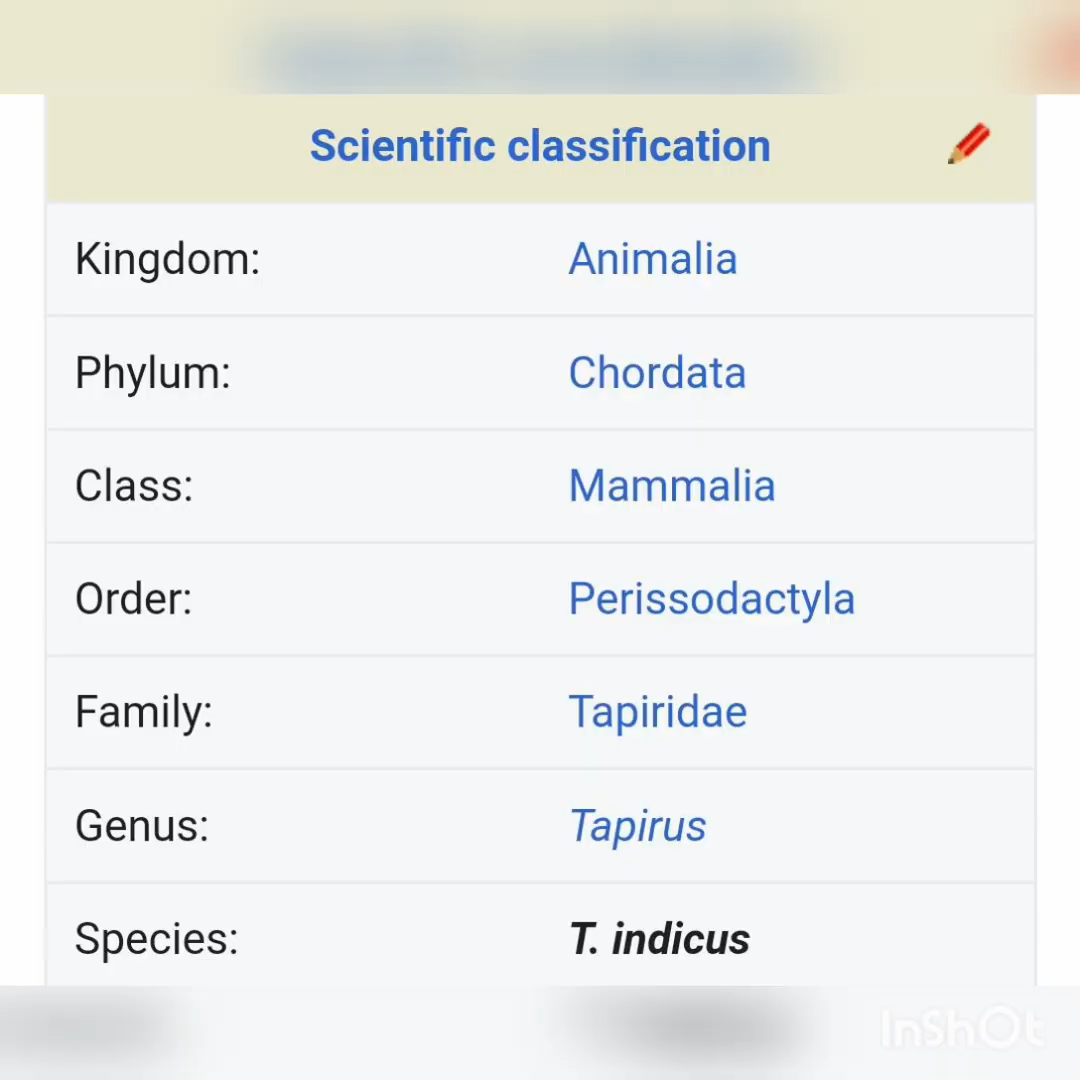 Scientific classification
Kingdom: Animalia
Phylum: Chordata
Class: Mammalia
Order: Perissodactyla
Family: Tapiridae
Genus: Tapirus
Species: T. indicus
InShOt